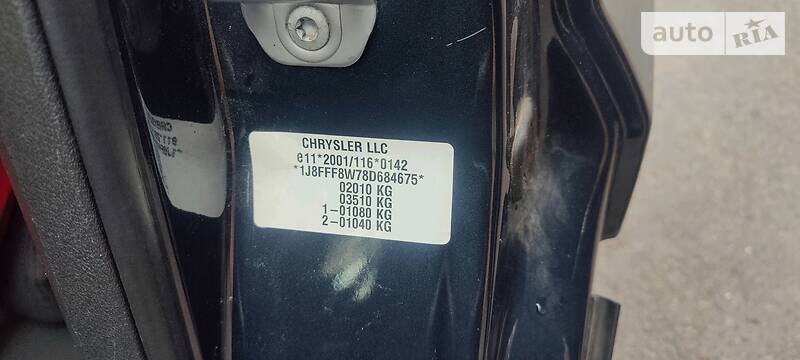 auto RIA
CHRYSLER LLC
e11*2001/116*0142
*1J8FFF8W78D684675*
02010 KG
03510 KG
1-01080 KG
2-01040 KG